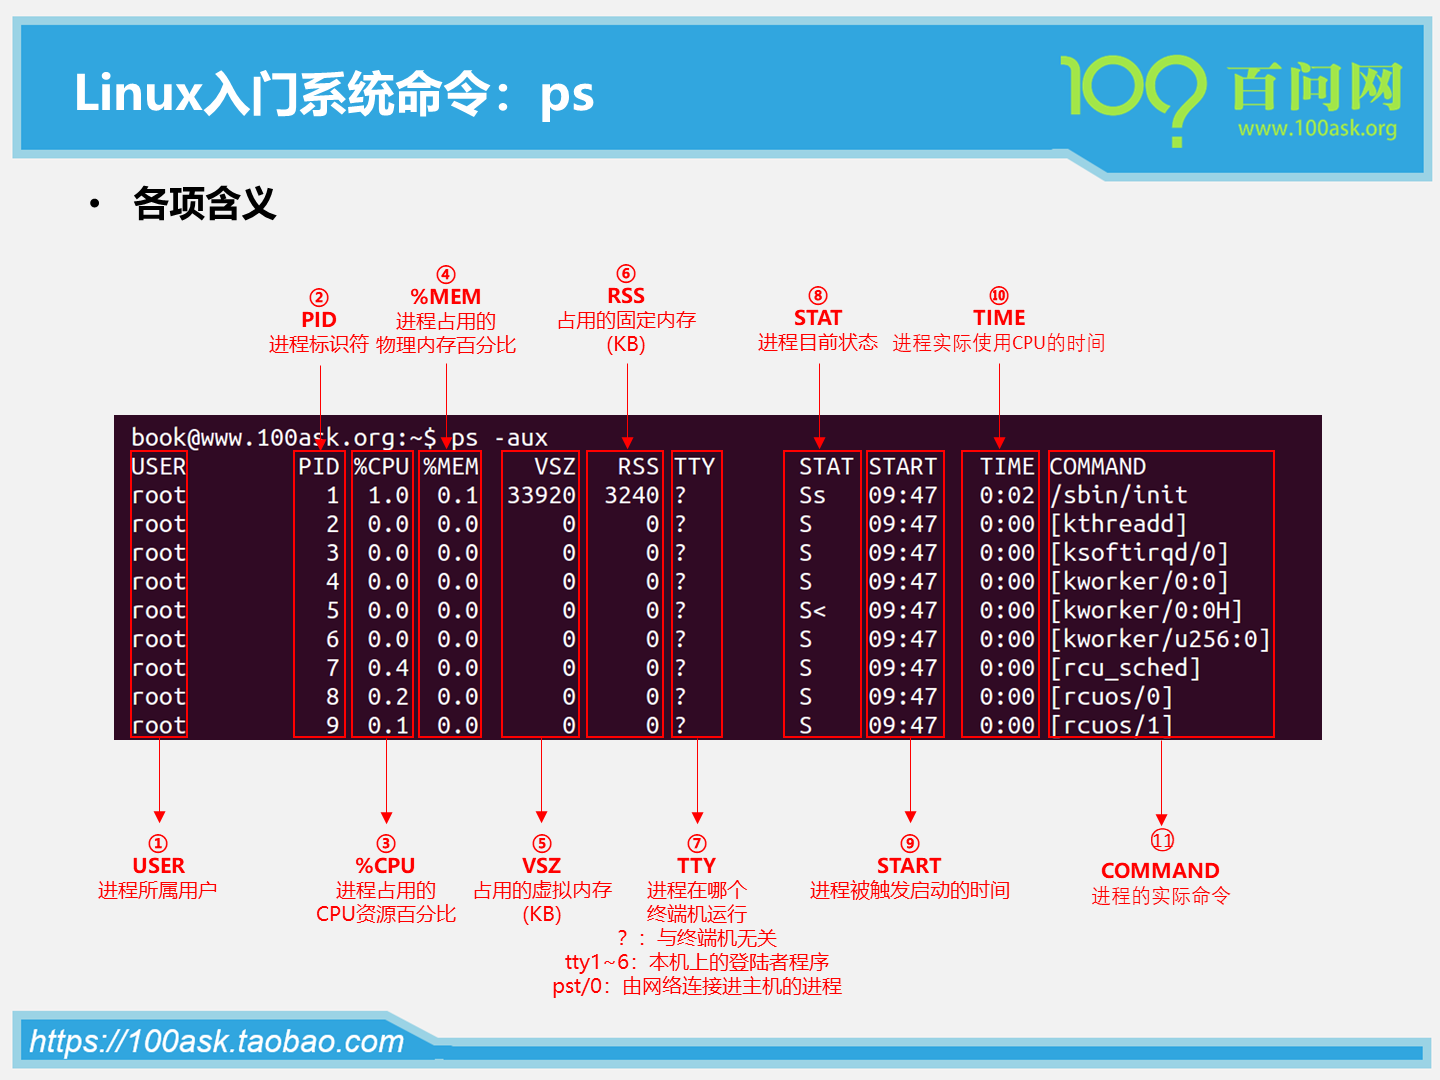 Linux入门系统命令：ps
100?
百问网
www.100ask.org
• 各项含义
②
PID
进程标识符
④
%MEM
进程占用的
物理内存百分比
⑥
RSS
占用的固定内存
(KB)
⑧
STAT
进程目前状态
⑩
TIME
进程实际使用CPU的时间
book@www.100ask.org:~$ ps -aux
USER PID %CPU %MEM VSZ RSS TTY STAT START TIME COMMAND
root 1 1.0 0.1 33920 3240 ? Ss 09:47 0:02 /sbin/init
root 2 0.0 0.0 0 0 ? S 09:47 0:00 [kthreadd]
root 3 0.0 0.0 0 0 ? S 09:47 0:00 [ksoftirqd/0]
root 4 0.0 0.0 0 0 ? S 09:47 0:00 [kworker/0:0]
root 5 0.0 0.0 0 0 ? S< 09:47 0:00 [kworker/0:0H]
root 6 0.0 0.0 0 0 ? S 09:47 0:00 [kworker/u256:0]
root 7 0.4 0.0 0 0 ? S 09:47 0:00 [rcu_sched]
root 8 0.2 0.0 0 0 ? S 09:47 0:00 [rcuos/0]
root 9 0.1 0.0 0 0 ? S 09:47 0:00 [rcuos/1]
①
USER
进程所属用户
③
%CPU
进程占用的
CPU资源百分比
⑤
VSZ
占用的虚拟内存
(KB)
⑦
TTY
进程在哪个
终端机运行
？：与终端机无关
tty1~6：本机上的登陆者程序
pst/0：由网络连接进主机的进程
⑨
START
进程被触发启动的时间
⑪
COMMAND
进程的实际命令
https://100ask.taobao.com